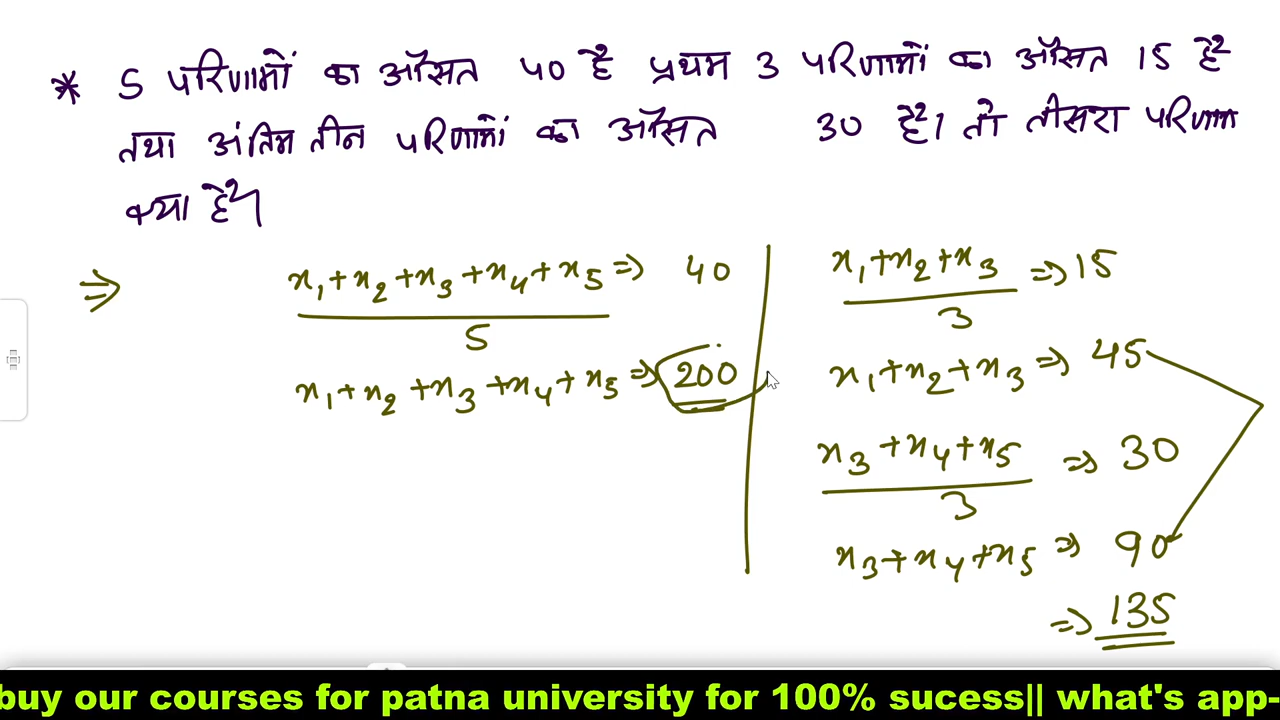 * 5 परिणामों का औसत 40 है प्रथम 3 परिणामों का औसत 15 है
तथा अंतिम तीन परिणामों का औसत 30 है। तो तीसरा परिणाम
क्या है।
=> x₁+x₂+x₃+x₄+x₅ => 40
5
x₁+x₂+x₃+x₄+x₅ => 200
x₁+x₂+x₃ => 15
3
x₁+x₂+x₃ => 45
x₃+x₄+x₅ => 30
3
x₃+x₄+x₅ => 90
=> 135
buy our courses for patna university for 100% sucess|| what's app-